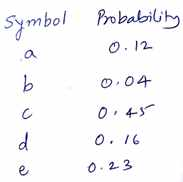 Symbol Probability
a 0.12
b 0.04
c 0.45
d 0.16
e 0.23